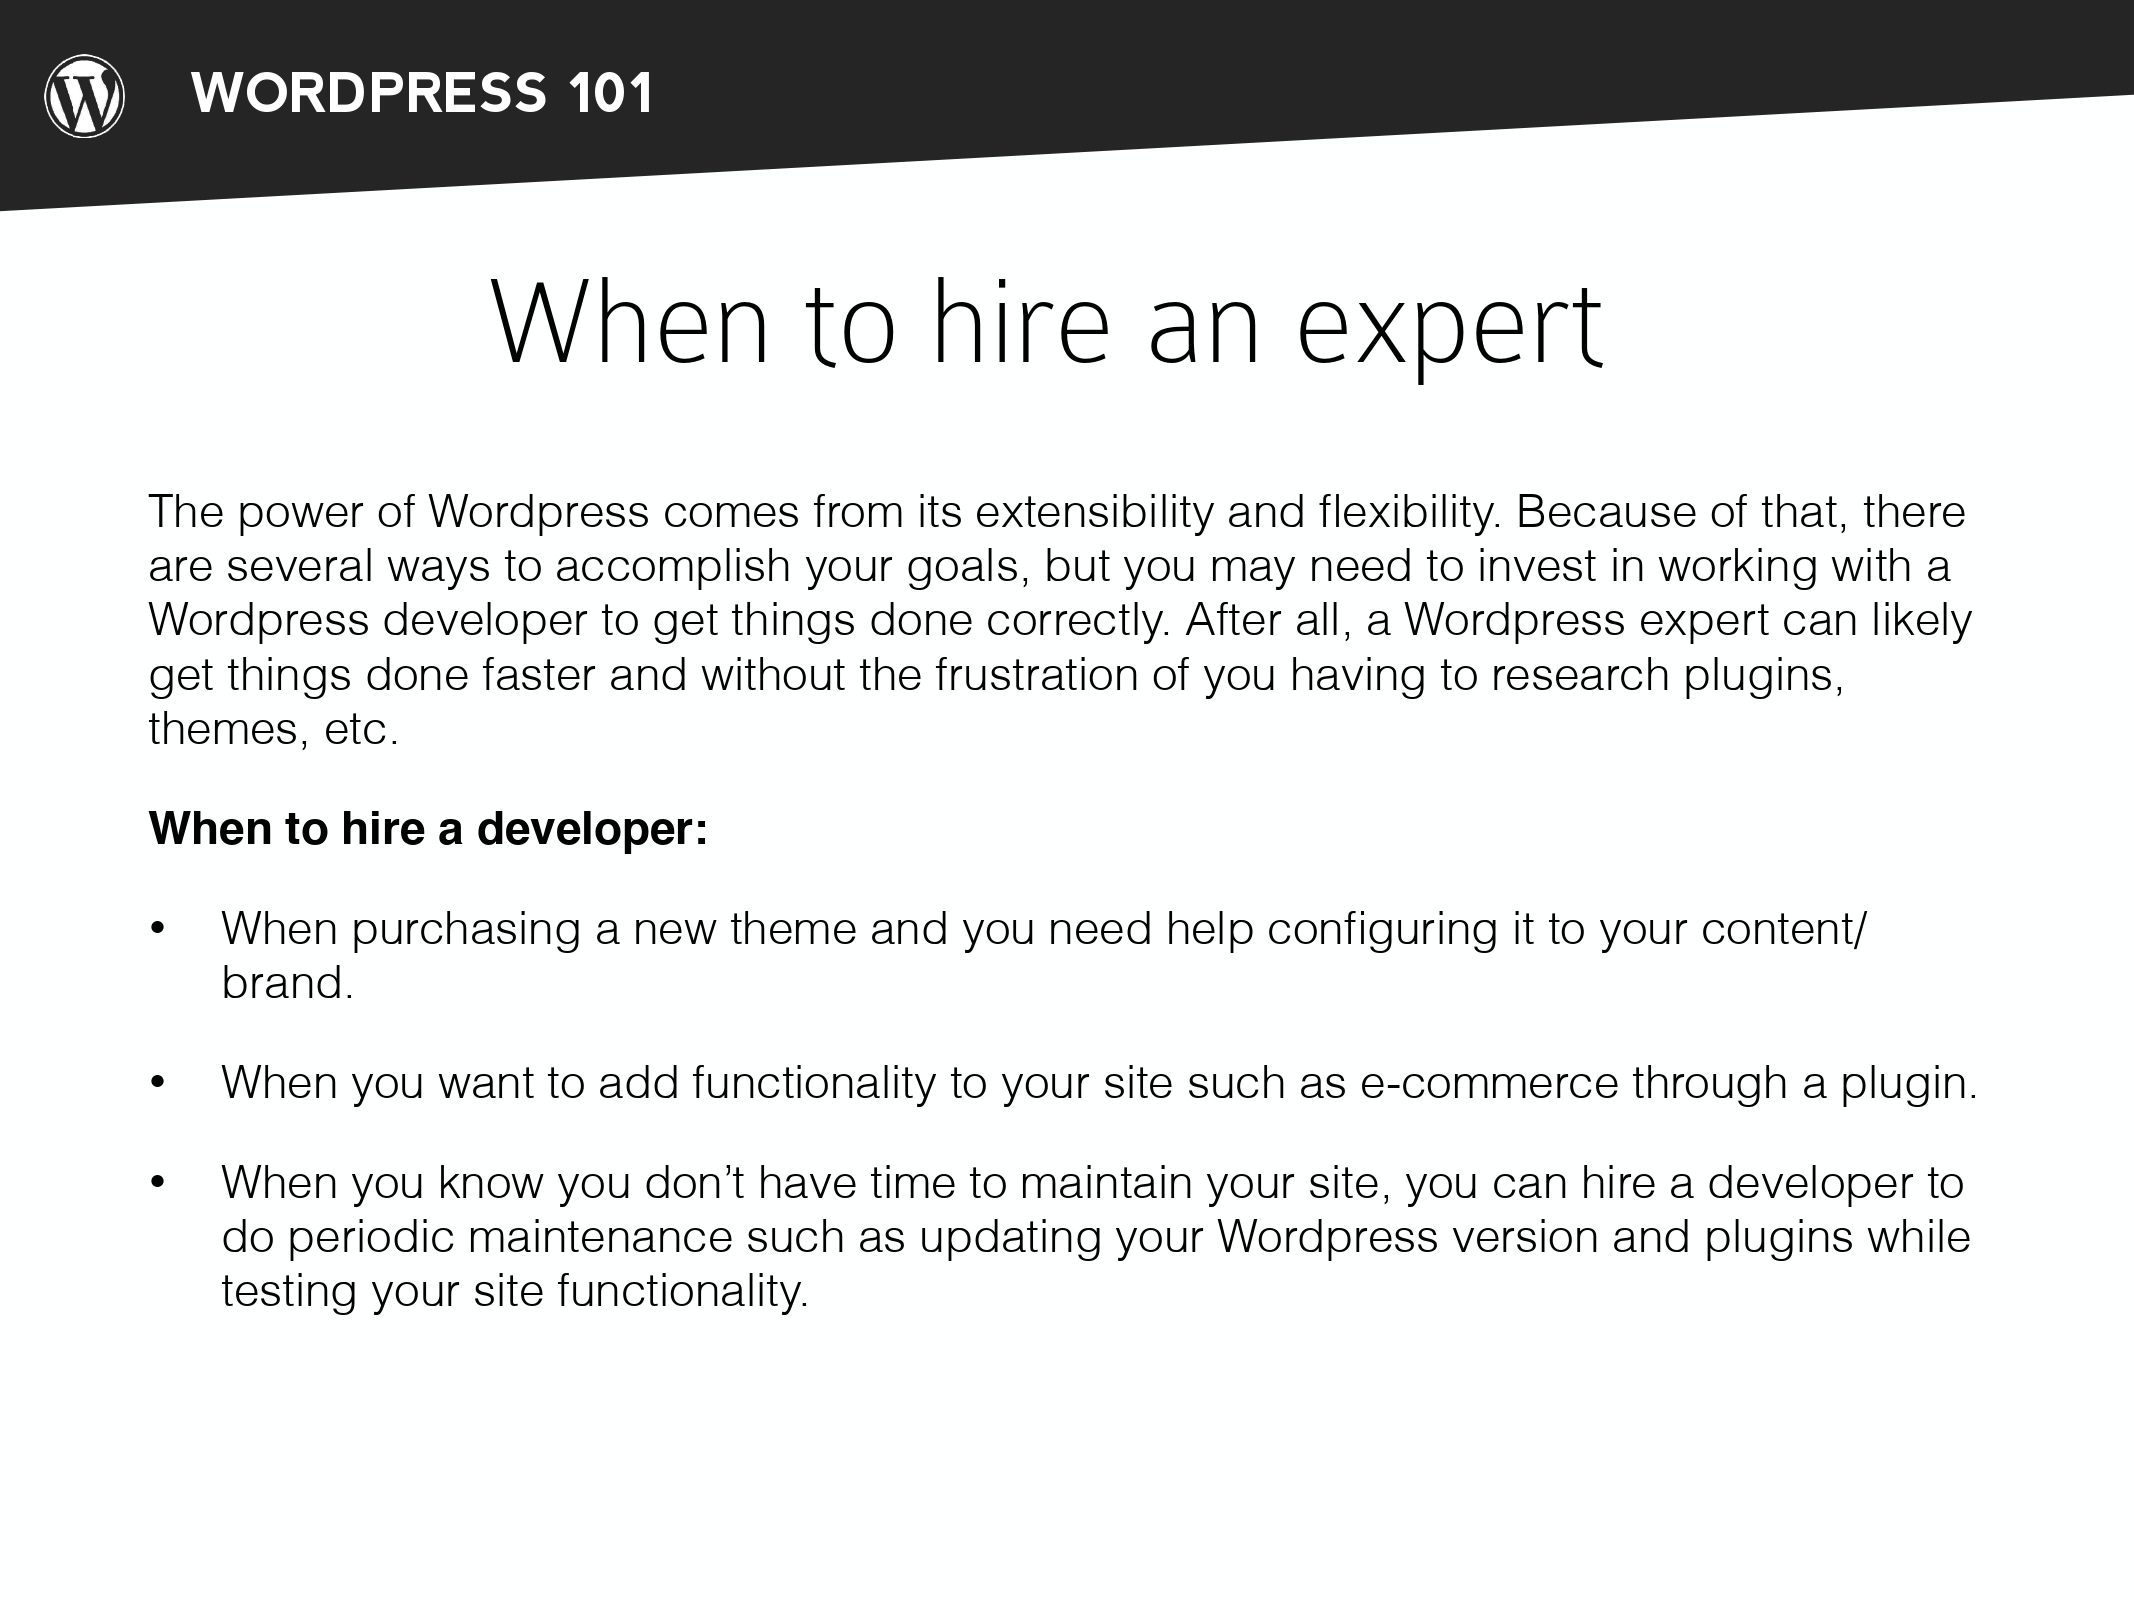 WORDPRESS 101
When to hire an expert
The power of Wordpress comes from its extensibility and flexibility. Because of that, there
are several ways to accomplish your goals, but you may need to invest in working with a
Wordpress developer to get things done correctly. After all, a Wordpress expert can likely
get things done faster and without the frustration of you having to research plugins,
themes, etc.
When to hire a developer:
• When purchasing a new theme and you need help configuring it to your content/
brand.
• When you want to add functionality to your site such as e-commerce through a plugin.
• When you know you don’t have time to maintain your site, you can hire a developer to
do periodic maintenance such as updating your Wordpress version and plugins while
testing your site functionality.